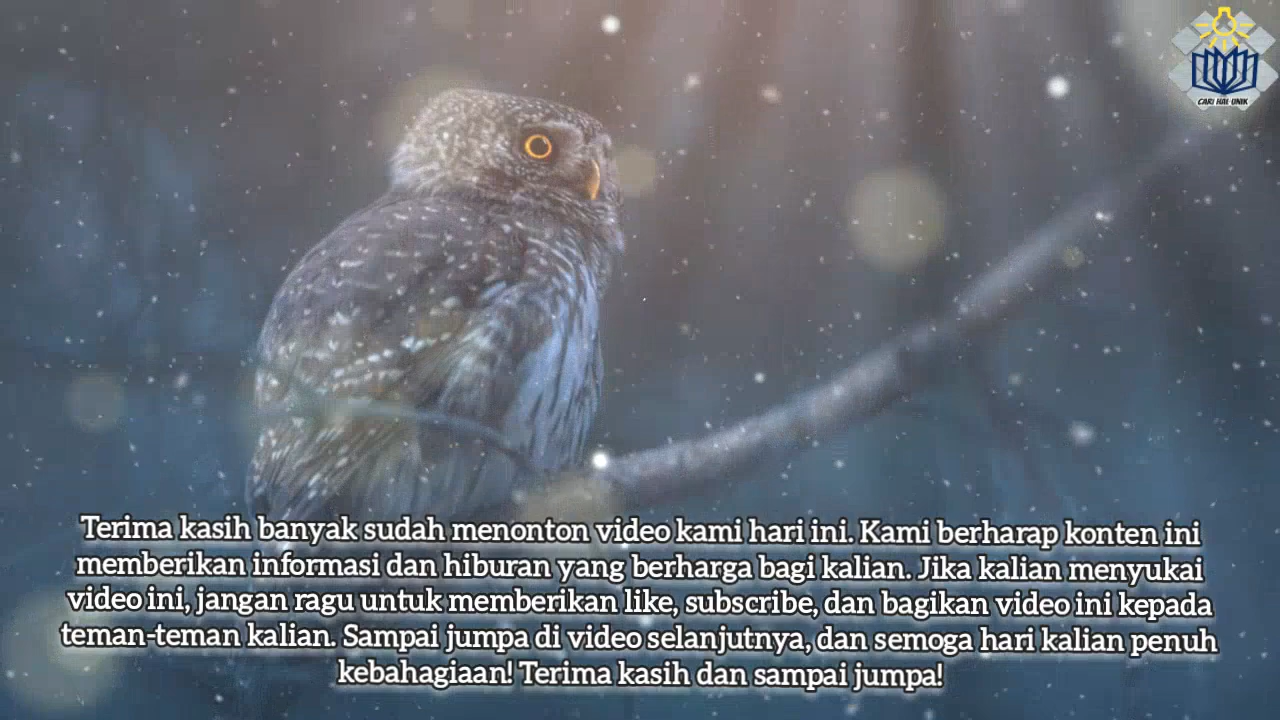 CARI HAL UNIK
Terima kasih banyak sudah menonton video kami hari ini. Kami berharap konten ini
memberikan informasi dan hiburan yang berharga bagi kalian. Jika kalian menyukai
video ini, jangan ragu untuk memberikan like, subscribe, dan bagikan video ini kepada
teman-teman kalian. Sampai jumpa di video selanjutnya, dan semoga hari kalian penuh
kebahagiaan! Terima kasih dan sampai jumpa!